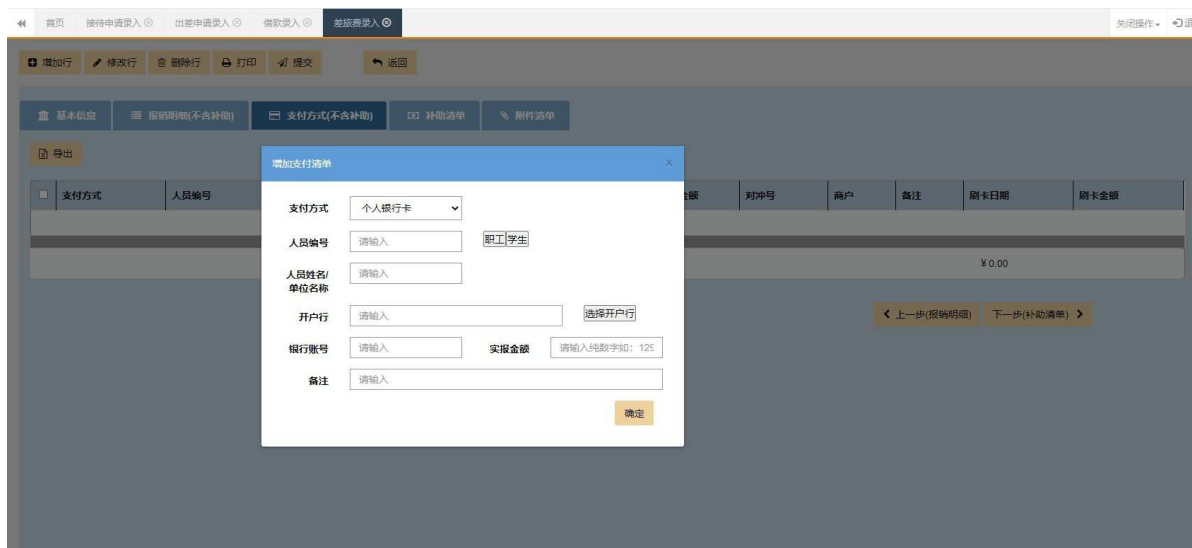 首页 接待申请录入 出差申请录入 借款录入 差旅费录入 关闭操作
增加行 修改行 删除行 打印 提交 返回
基本信息 报销明细(不含补助) 支付方式(不含补助) 补助清单 附件清单
导出
增加支付清单
支付方式 人员编号 对冲号 商户 备注 刷卡日期 刷卡金额
支付方式 个人银行卡
人员编号 请输入 职工 学生
人员姓名/
单位名称 请输入
¥0.00
开户行 请输入 选择开户行
上一步(报销明细) 下一步(补助清单)
银行账号 请输入 实报金额 请输入纯数字如：129
备注 请输入
确定